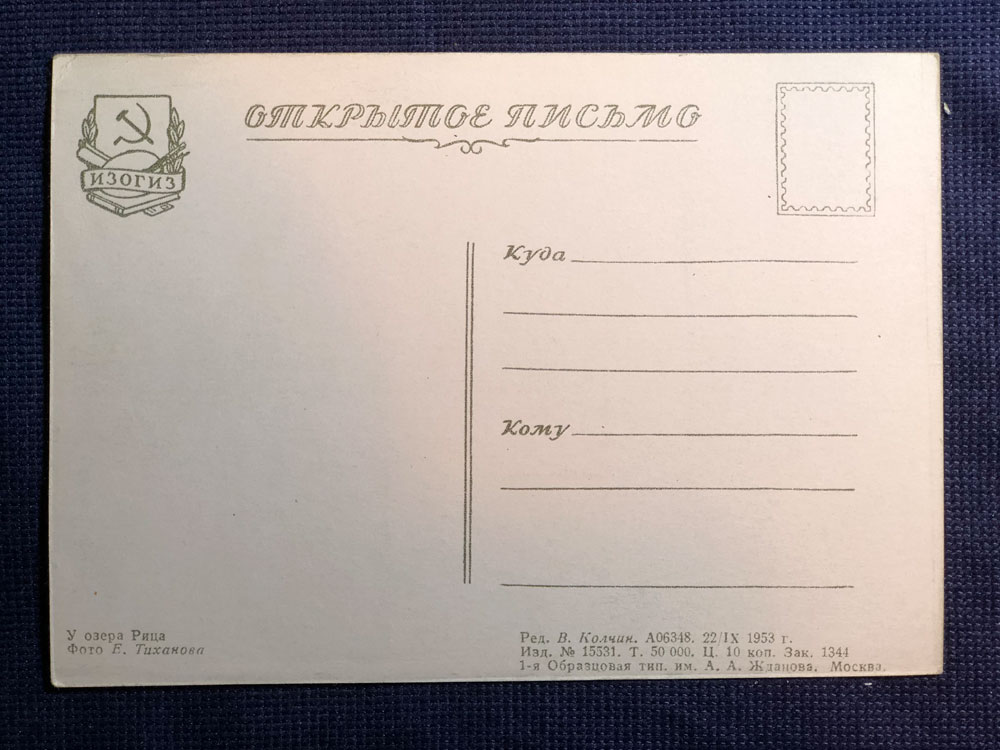 ОТКРЫТОЕ ПИСЬМО
ИЗОГИЗ
Куда
Кому
У озера Рица
Фото Е. Тиханова
Ред. В. Колчин. А06348. 22/IX 1953 г.
Изд. № 15531. Т. 50 000. Ц. 10 коп. Зак. 1344
1-я Образцовая тип. им. А. А. Жданова, Москва.